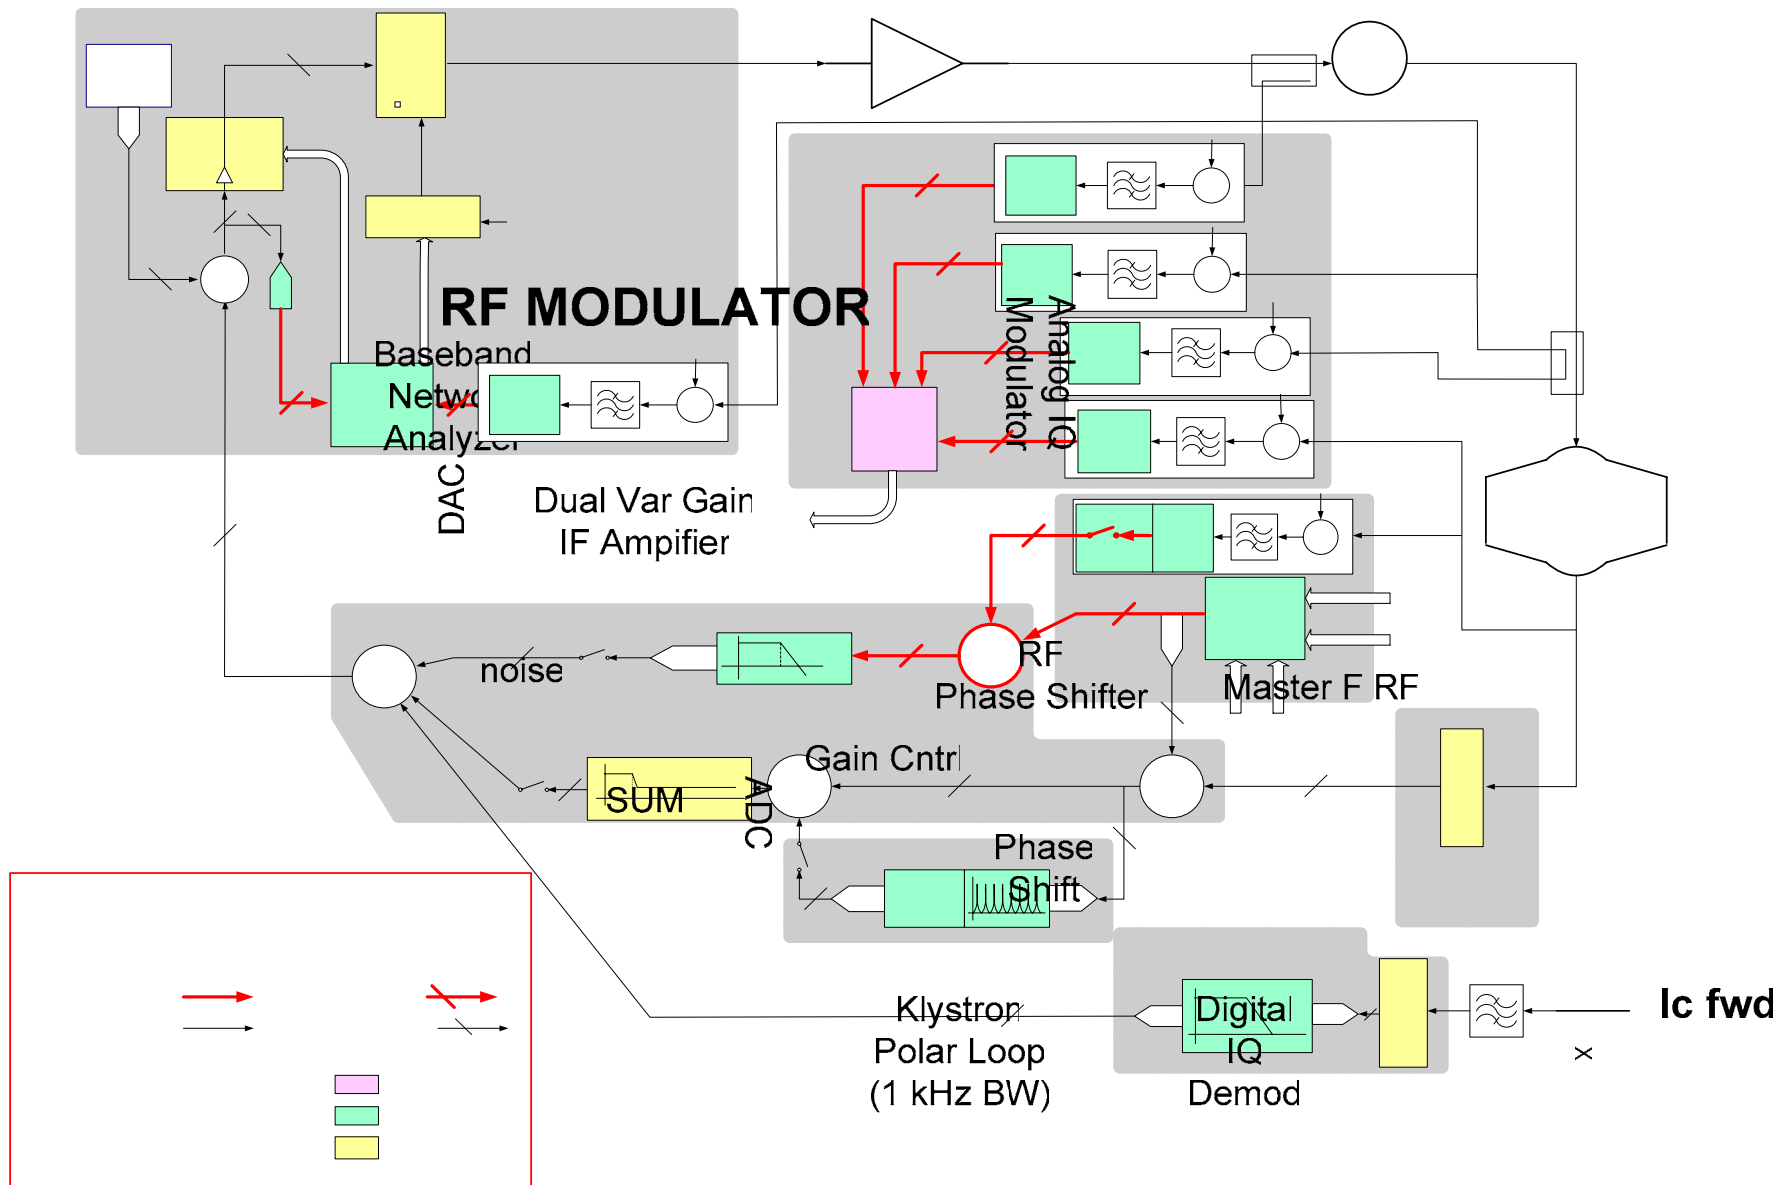 RF MODULATOR
Analog IQ
Modulator
Baseband
Netwo
Analyzer
DAC
Dual Var Gain
IF Ampifier
noise
RF
Phase Shifter
Master F RF
Gain Cntrl
SUM
ADC
Phase
Shift
Klystron
Polar Loop
(1 kHz BW)
Digital
IQ
Demod
Ic fwd
x